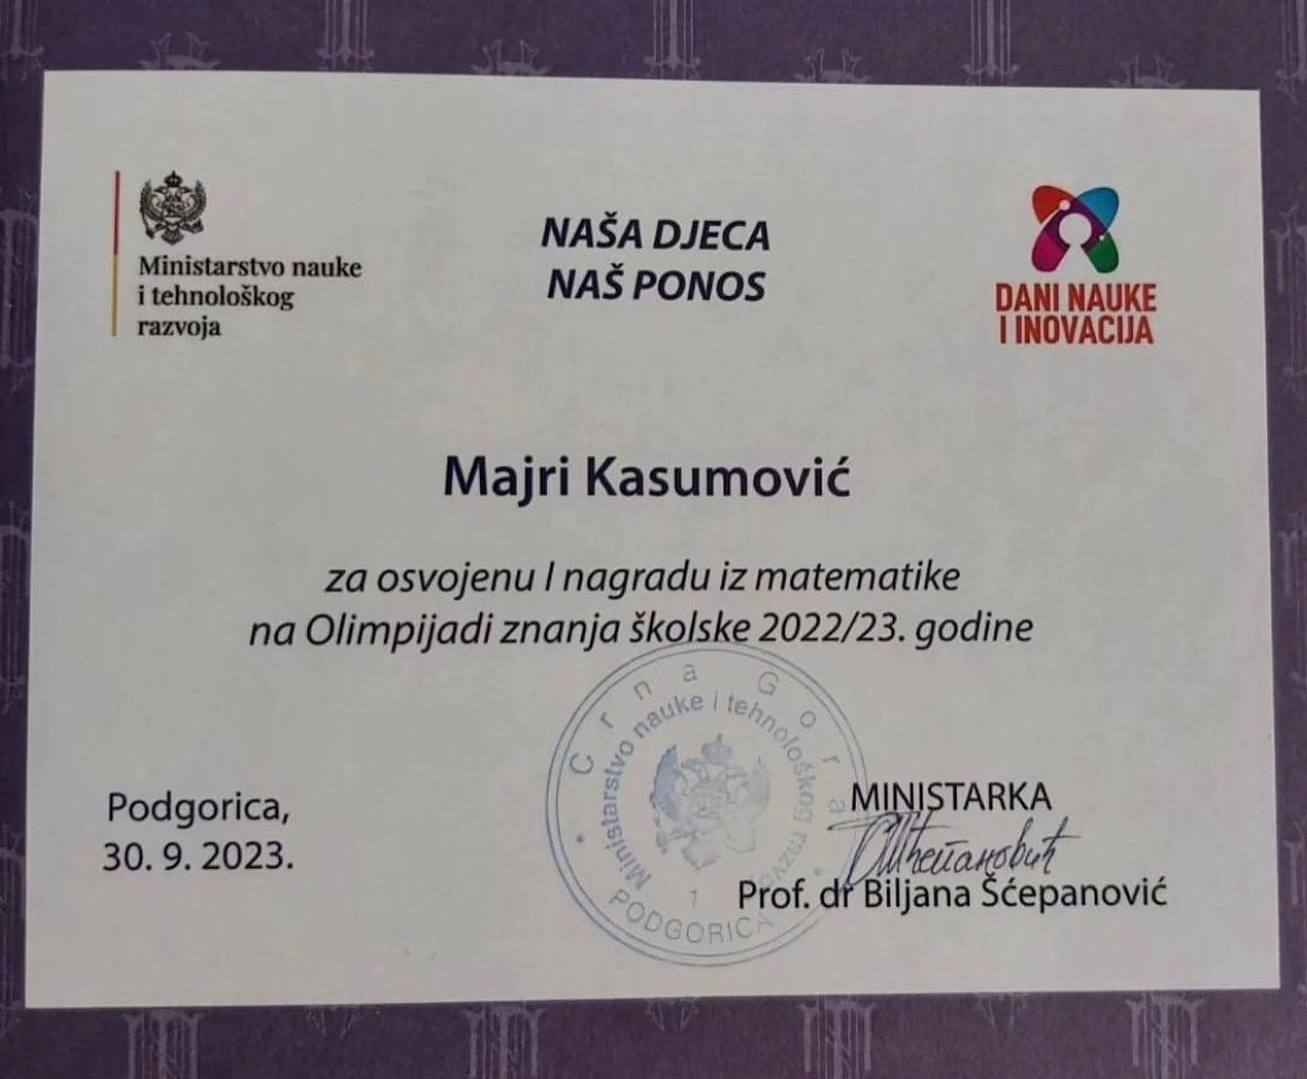 Ministarstvo nauke
i tehnološkog
razvoja
NAŠA DJECA
NAŠ PONOS
DANI NAUKE
I INOVACIJA
Majri Kasumović
za osvojenu I nagradu iz matematike
na Olimpijadi znanja školske 2022/23. godine
Crna Gora
Ministarstvo nauke i tehnološkog razvoja
1
PODGORICA
Podgorica,
30. 9. 2023.
MINISTARKA
Шћепановић
Prof. dr Biljana Šćepanović